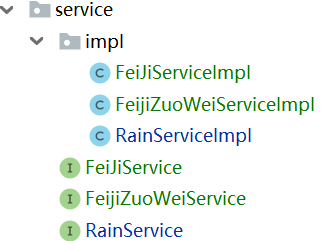 service
impl
C FeiJiServiceImpl
C FeijiZuoWeiServiceImpl
C RainServiceImpl
I FeiJiService
I FeijiZuoWeiService
I RainService